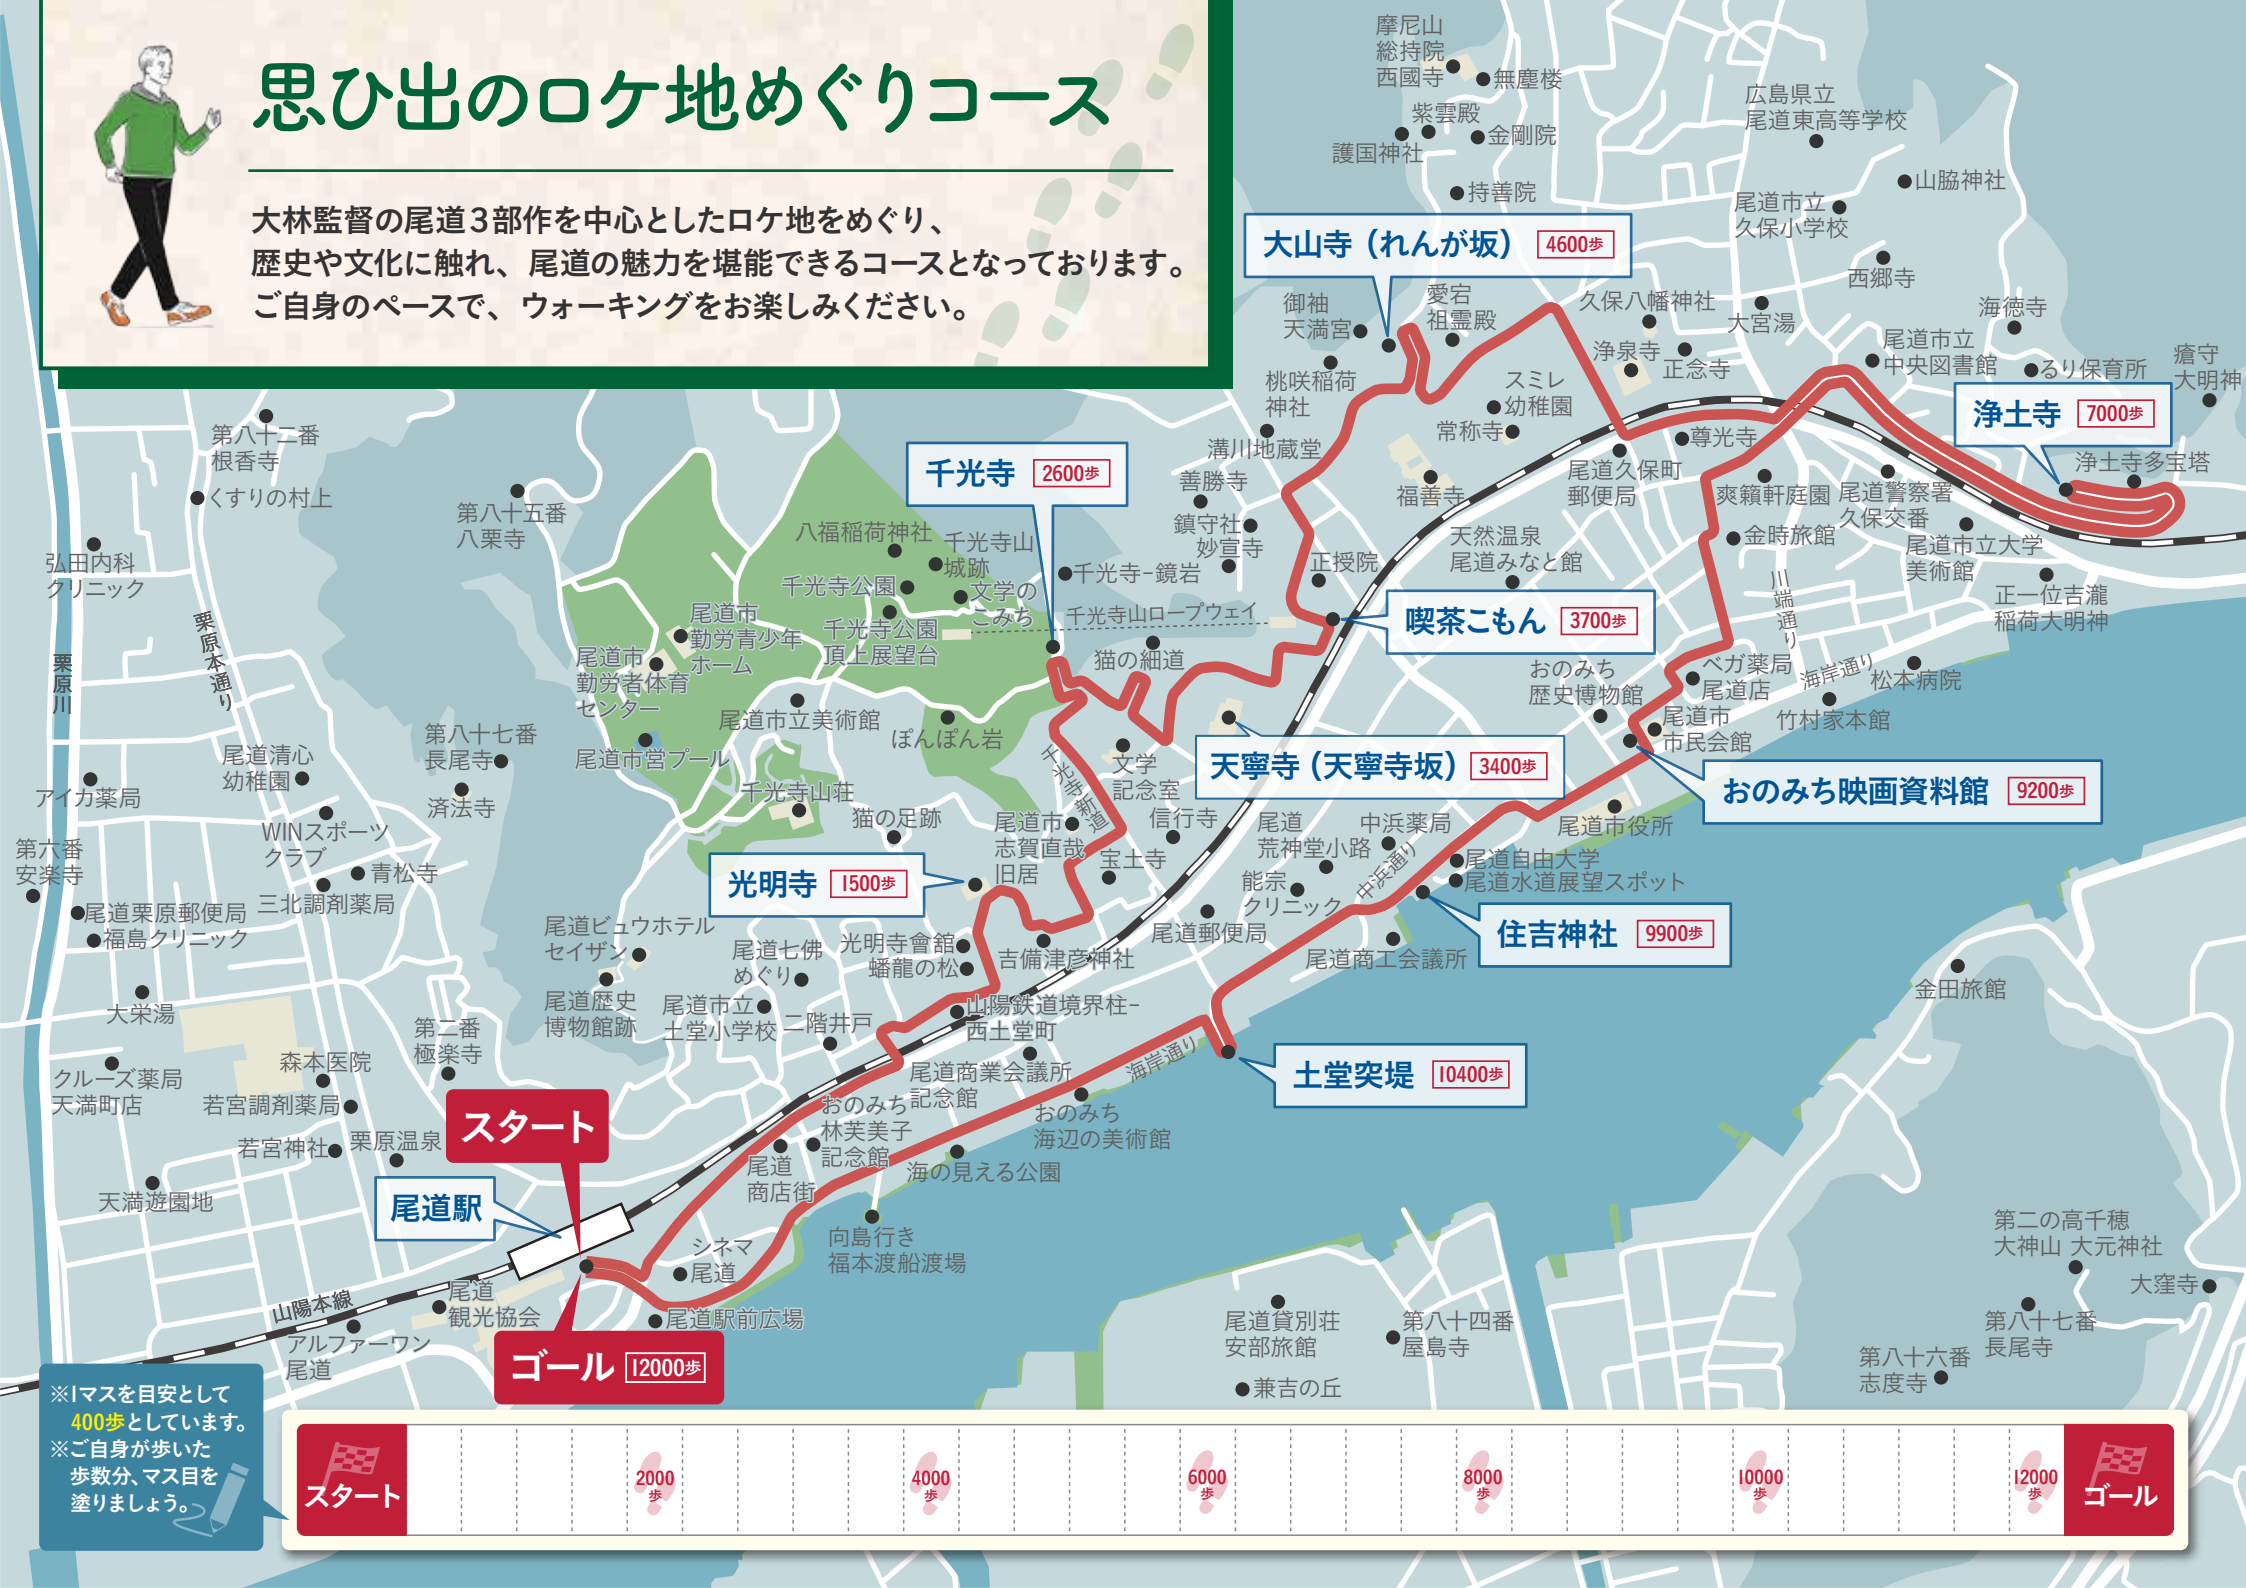 思ひ出のロケ地めぐりコース
大林監督の尾道3部作を中心としたロケ地をめぐり、
歴史や文化に触れ、尾道の魅力を堪能できるコースとなっております。
ご自身のペースで、ウォーキングをお楽しみください。
摩尼山
総持院
西國寺
無塵楼
紫雲殿
護国神社
金剛院
持善院
広島県立
尾道東高等学校
山脇神社
尾道市立
久保小学校
西郷寺
大山寺（れんが坂） 4600歩
御袖
天満宮
愛宕
祖霊殿
久保八幡神社
大宮湯
海徳寺
浄泉寺
正念寺
尾道市立
中央図書館
るり保育所
瘡守
大明神
桃咲稲荷
神社
スミレ
幼稚園
常称寺
溝川地蔵堂
尊光寺
浄土寺 7000歩
浄土寺多宝塔
第八十二番
根香寺
くすりの村上
第八十五番
八栗寺
千光寺 2600歩
善勝寺
鎮守社
妙宣寺
福善寺
尾道久保町
郵便局
爽籟軒庭園
尾道警察署
久保交番
金時旅館
尾道市立大学
美術館
弘田内科
クリニック
八福稲荷神社
千光寺山
城跡
千光寺-鏡岩
正授院
天然温泉
尾道みなと館
千光寺公園
文学の
こみち
千光寺山ロープウェイ
川端通り
正一位吉瀧
稲荷大明神
栗原本通り
栗原川
尾道市
勤労青少年
ホーム
千光寺公園
頂上展望台
喫茶こもん 3700歩
尾道市
勤労者体育
センター
猫の細道
おのみち
歴史博物館
ベガ薬局
尾道店
海岸通り
松本病院
尾道市立美術館
ぽんぽん岩
第八十七番
長尾寺
尾道市営プール
尾道市
市民会館
竹村家本館
尾道清心
幼稚園
千光寺新道
文学
記念室
天寧寺（天寧寺坂） 3400歩
おのみち映画資料館 9200歩
アイカ薬局
済法寺
千光寺山荘
猫の足跡
尾道市
志賀直哉
旧居
信行寺
尾道
荒神堂小路
中浜薬局
尾道市役所
WINスポーツ
クラブ
第六番
安楽寺
青松寺
光明寺 1500歩
宝土寺
中浜通り
尾道自由大学
尾道水道展望スポット
能宗
クリニック
尾道栗原郵便局
三北調剤薬局
福島クリニック
尾道ビュウホテル
セイザン
尾道七佛
めぐり
光明寺會舘
蟠龍の松
吉備津彦神社
尾道郵便局
尾道商工会議所
住吉神社 9900歩
金田旅館
大栄湯
尾道歴史
博物館跡
尾道市立
土堂小学校
二階井戸
山陽鉄道境界柱-
西土堂町
第二番
極楽寺
森本医院
クルーズ薬局
天満町店
若宮調剤薬局
尾道商業会議所
記念館
海岸通り
土堂突堤 10400歩
スタート
若宮神社
栗原温泉
おのみち
林芙美子
記念館
おのみち
海辺の美術館
尾道
商店街
海の見える公園
天満遊園地
尾道駅
シネマ
尾道
向島行き
福本渡船渡場
第二の高千穂
大神山 大元神社
大窪寺
山陽本線
尾道
観光協会
尾道駅前広場
アルファーワン
尾道
ゴール 12000歩
尾道貸別荘
安部旅館
第八十四番
屋島寺
第八十七番
長尾寺
第八十六番
志度寺
兼吉の丘
※1マスを目安として
400歩としています。
※ご自身が歩いた
歩数分、マス目を
塗りましょう。
スタート
2000歩
4000歩
6000歩
8000歩
10000歩
12000歩
ゴール